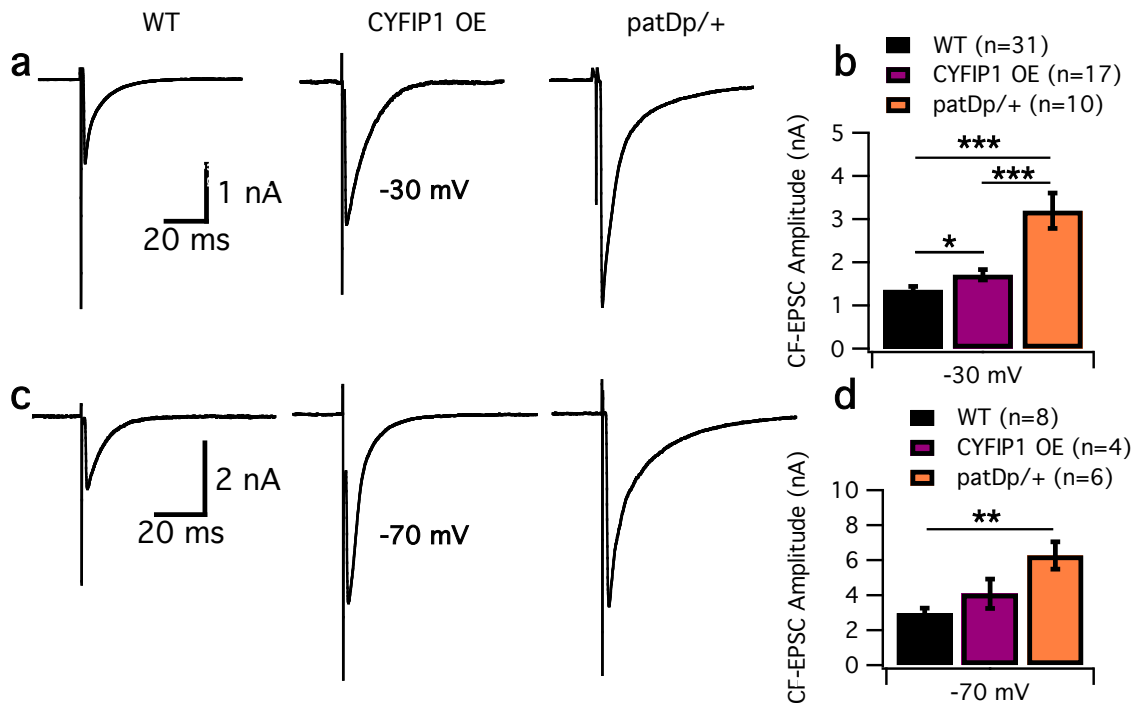 WT CYFIP1 OE patDp/+
a
1 nA
20 ms
-30 mV
b
WT (n=31)
CYFIP1 OE (n=17)
patDp/+ (n=10)
CF-EPSC Amplitude (nA)
5
4
3
2
1
0
***
***
*
-30 mV
c
2 nA
20 ms
-70 mV
d
WT (n=8)
CYFIP1 OE (n=4)
patDp/+ (n=6)
CF-EPSC Amplitude (nA)
10
8
6
4
2
0
**
-70 mV